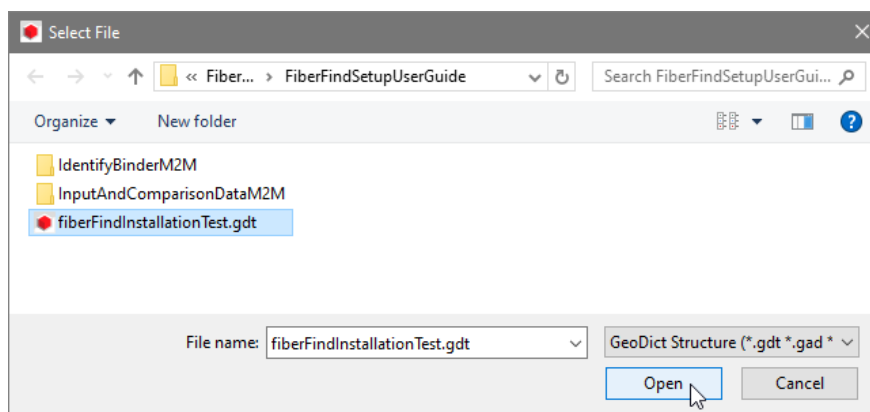 Select File
« Fiber... › FiberFindSetupUserGuide
Search FiberFindSetupUserGui...
Organize
New folder
IdentifyBinderM2M
InputAndComparisonDataM2M
fiberFindInstallationTest.gdt
File name: fiberFindInstallationTest.gdt
GeoDict Structure (*.gdt *.gad *
Open
Cancel